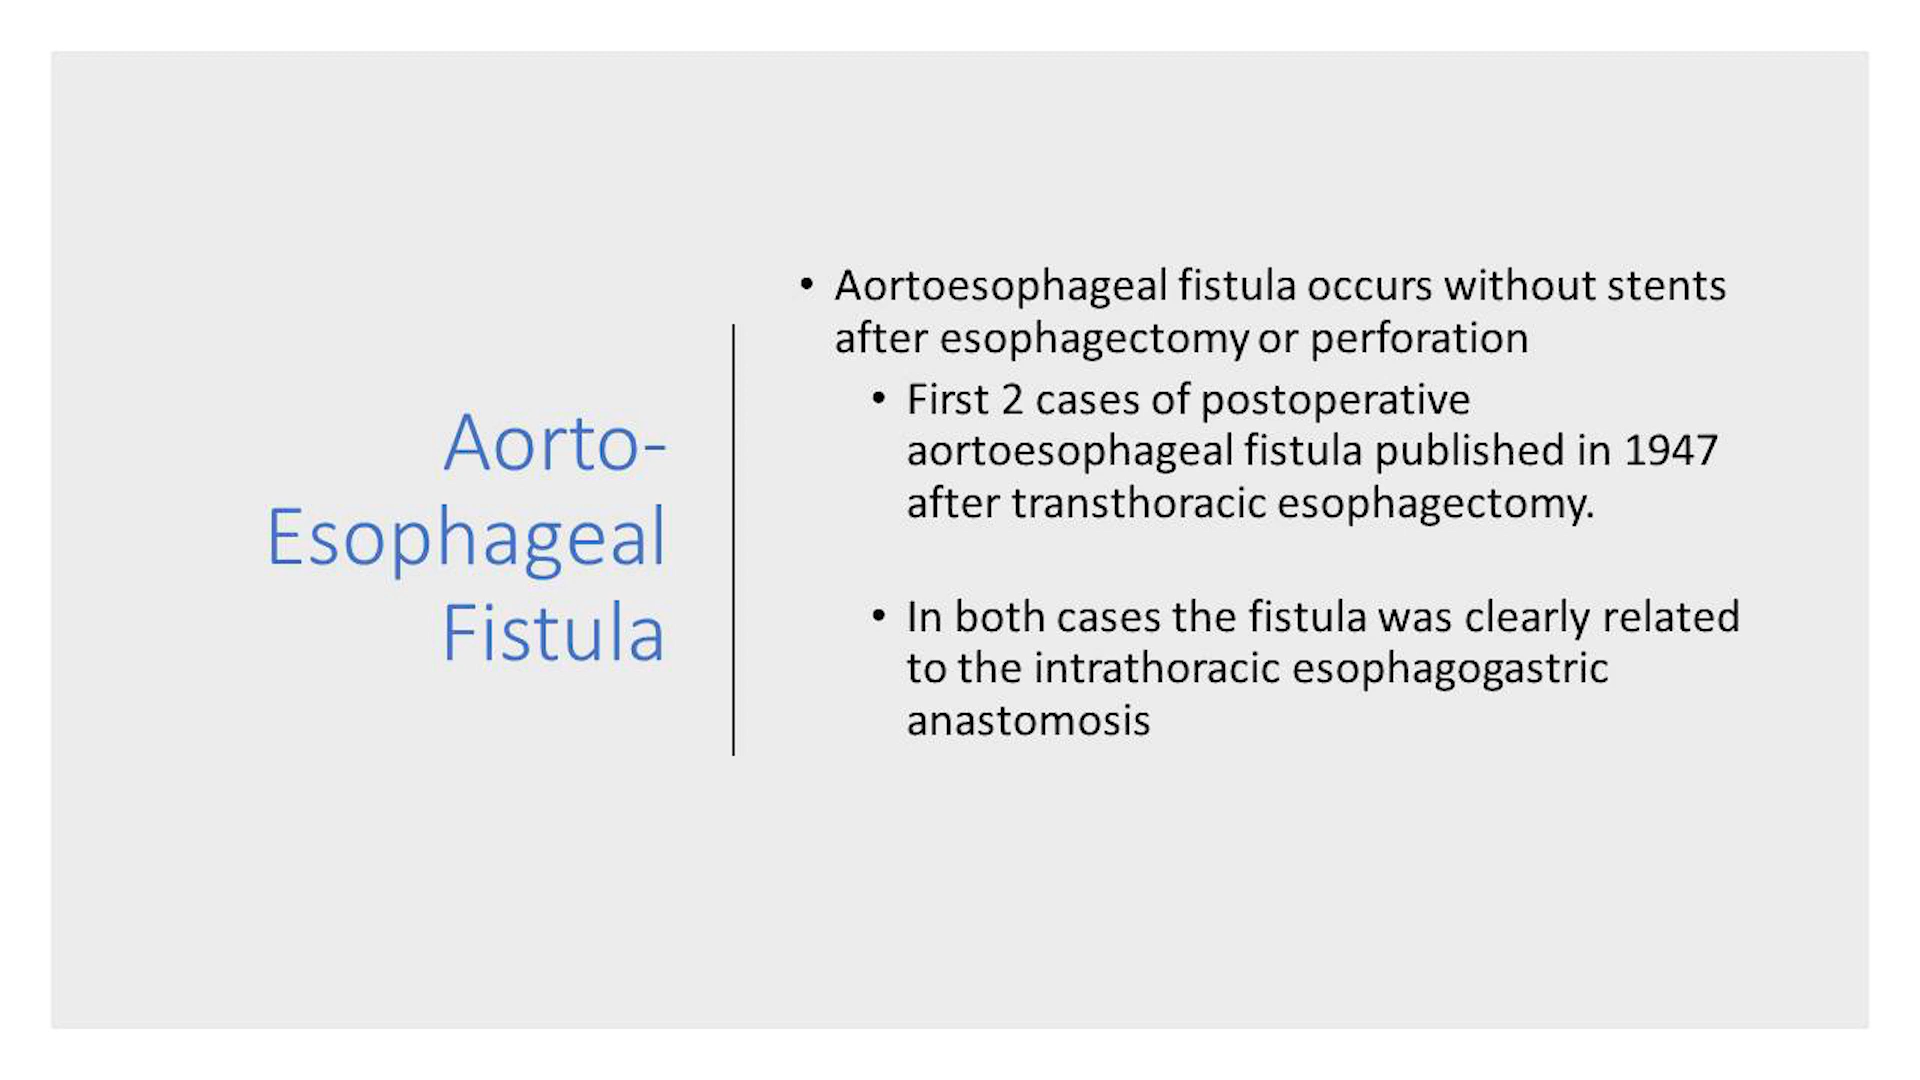 Aorto-
Esophageal
Fistula
• Aortoesophageal fistula occurs without stents
after esophagectomy or perforation
• First 2 cases of postoperative
aortoesophageal fistula published in 1947
after transthoracic esophagectomy.
• In both cases the fistula was clearly related
to the intrathoracic esophagogastric
anastomosis